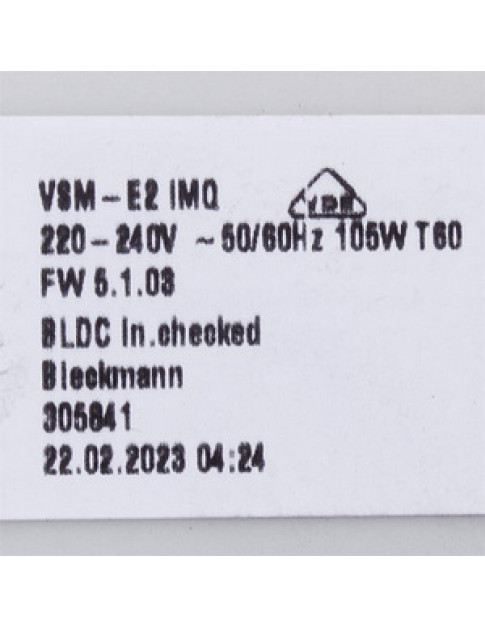 VSM-E2 IMQ
220-240V ~50/60Hz 105W T60
FW 5.1.03
BLDC In.checked
Bleckmann
305641
22.02.2023 04:24